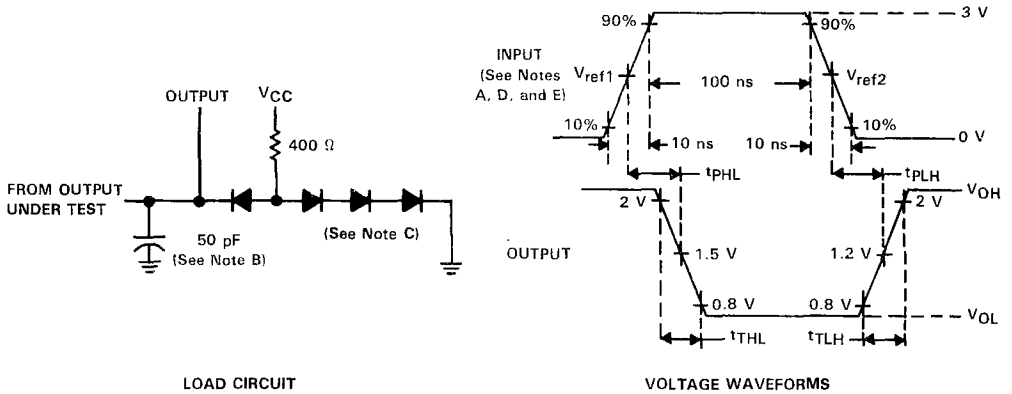 OUTPUT
VCC
400 Ω
FROM OUTPUT
UNDER TEST
50 pF
(See Note B)
(See Note C)
LOAD CIRCUIT
INPUT
(See Notes
A, D, and E)
90%
90%
3 V
Vref1
100 ns
Vref2
10%
10%
0 V
10 ns
10 ns
tPHL
tPLH
VOH
2 V
2 V
OUTPUT
1.5 V
1.2 V
0.8 V
0.8 V
VOL
tTHL
tTLH
VOLTAGE WAVEFORMS